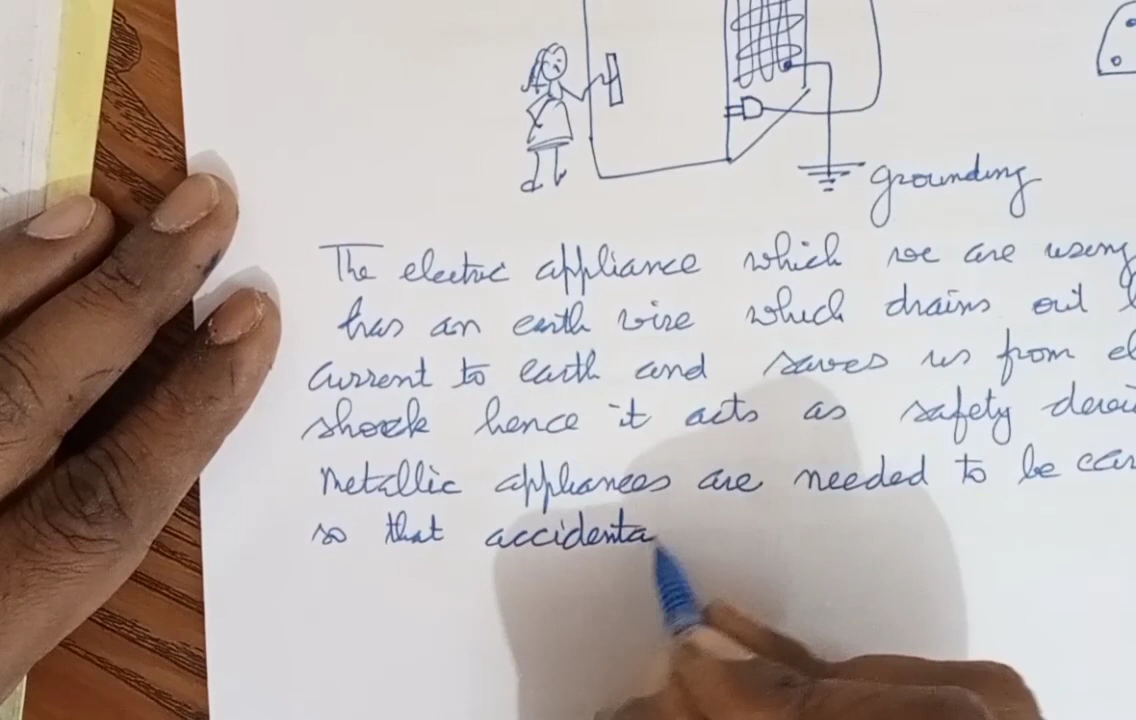 grounding
The electric appliance which we are using
has an earth wire which drains out
current to earth and saves us from
shock hence it acts as safety
Metallic appliances are needed to be
so that accidenta